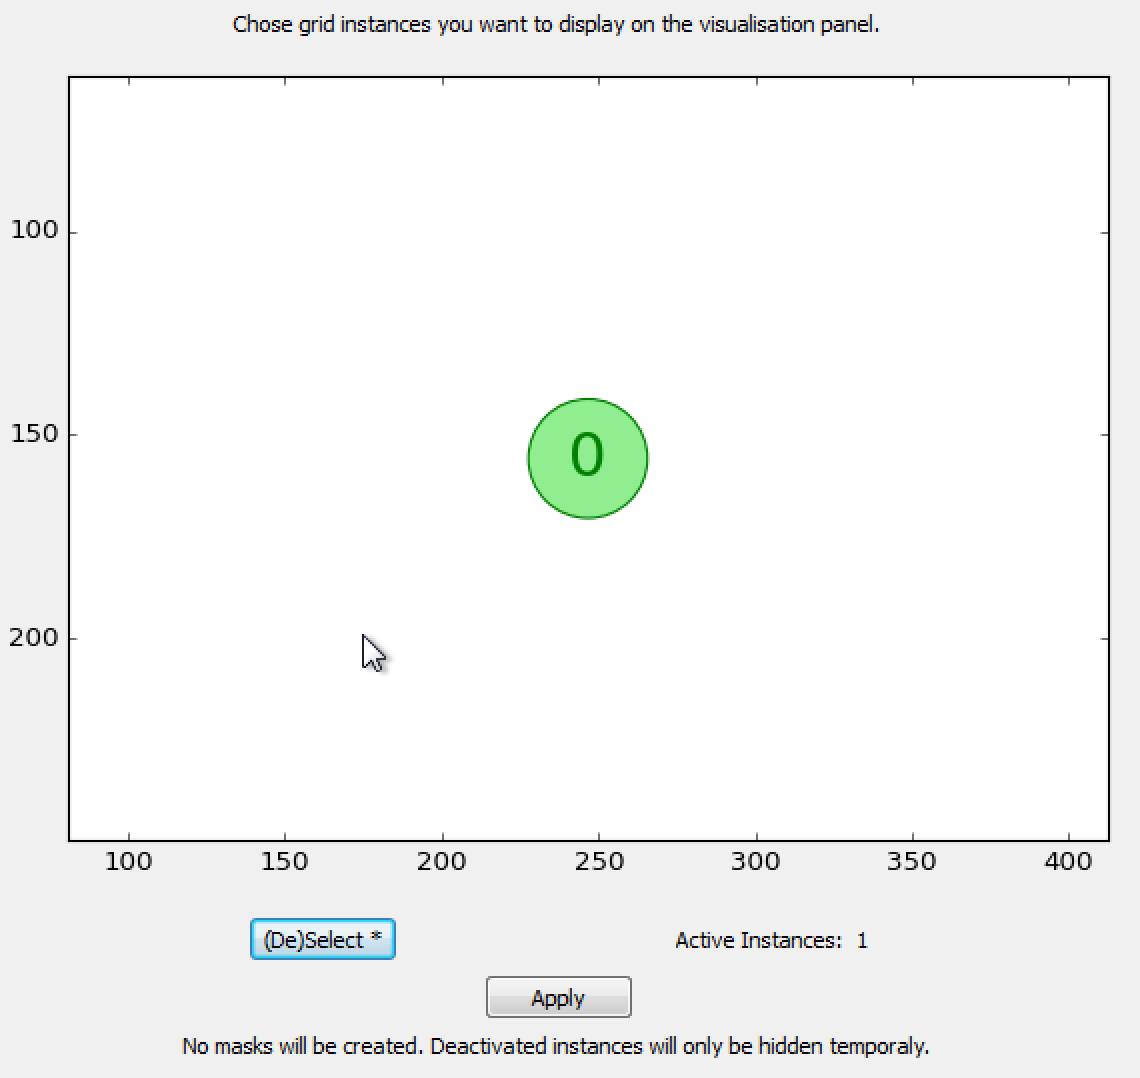 Chose grid instances you want to display on the visualisation panel.
100
150
0
200
100 150 200 250 300 350 400
(De)Select * Active Instances: 1
Apply
No masks will be created. Deactivated instances will only be hidden temporaly.